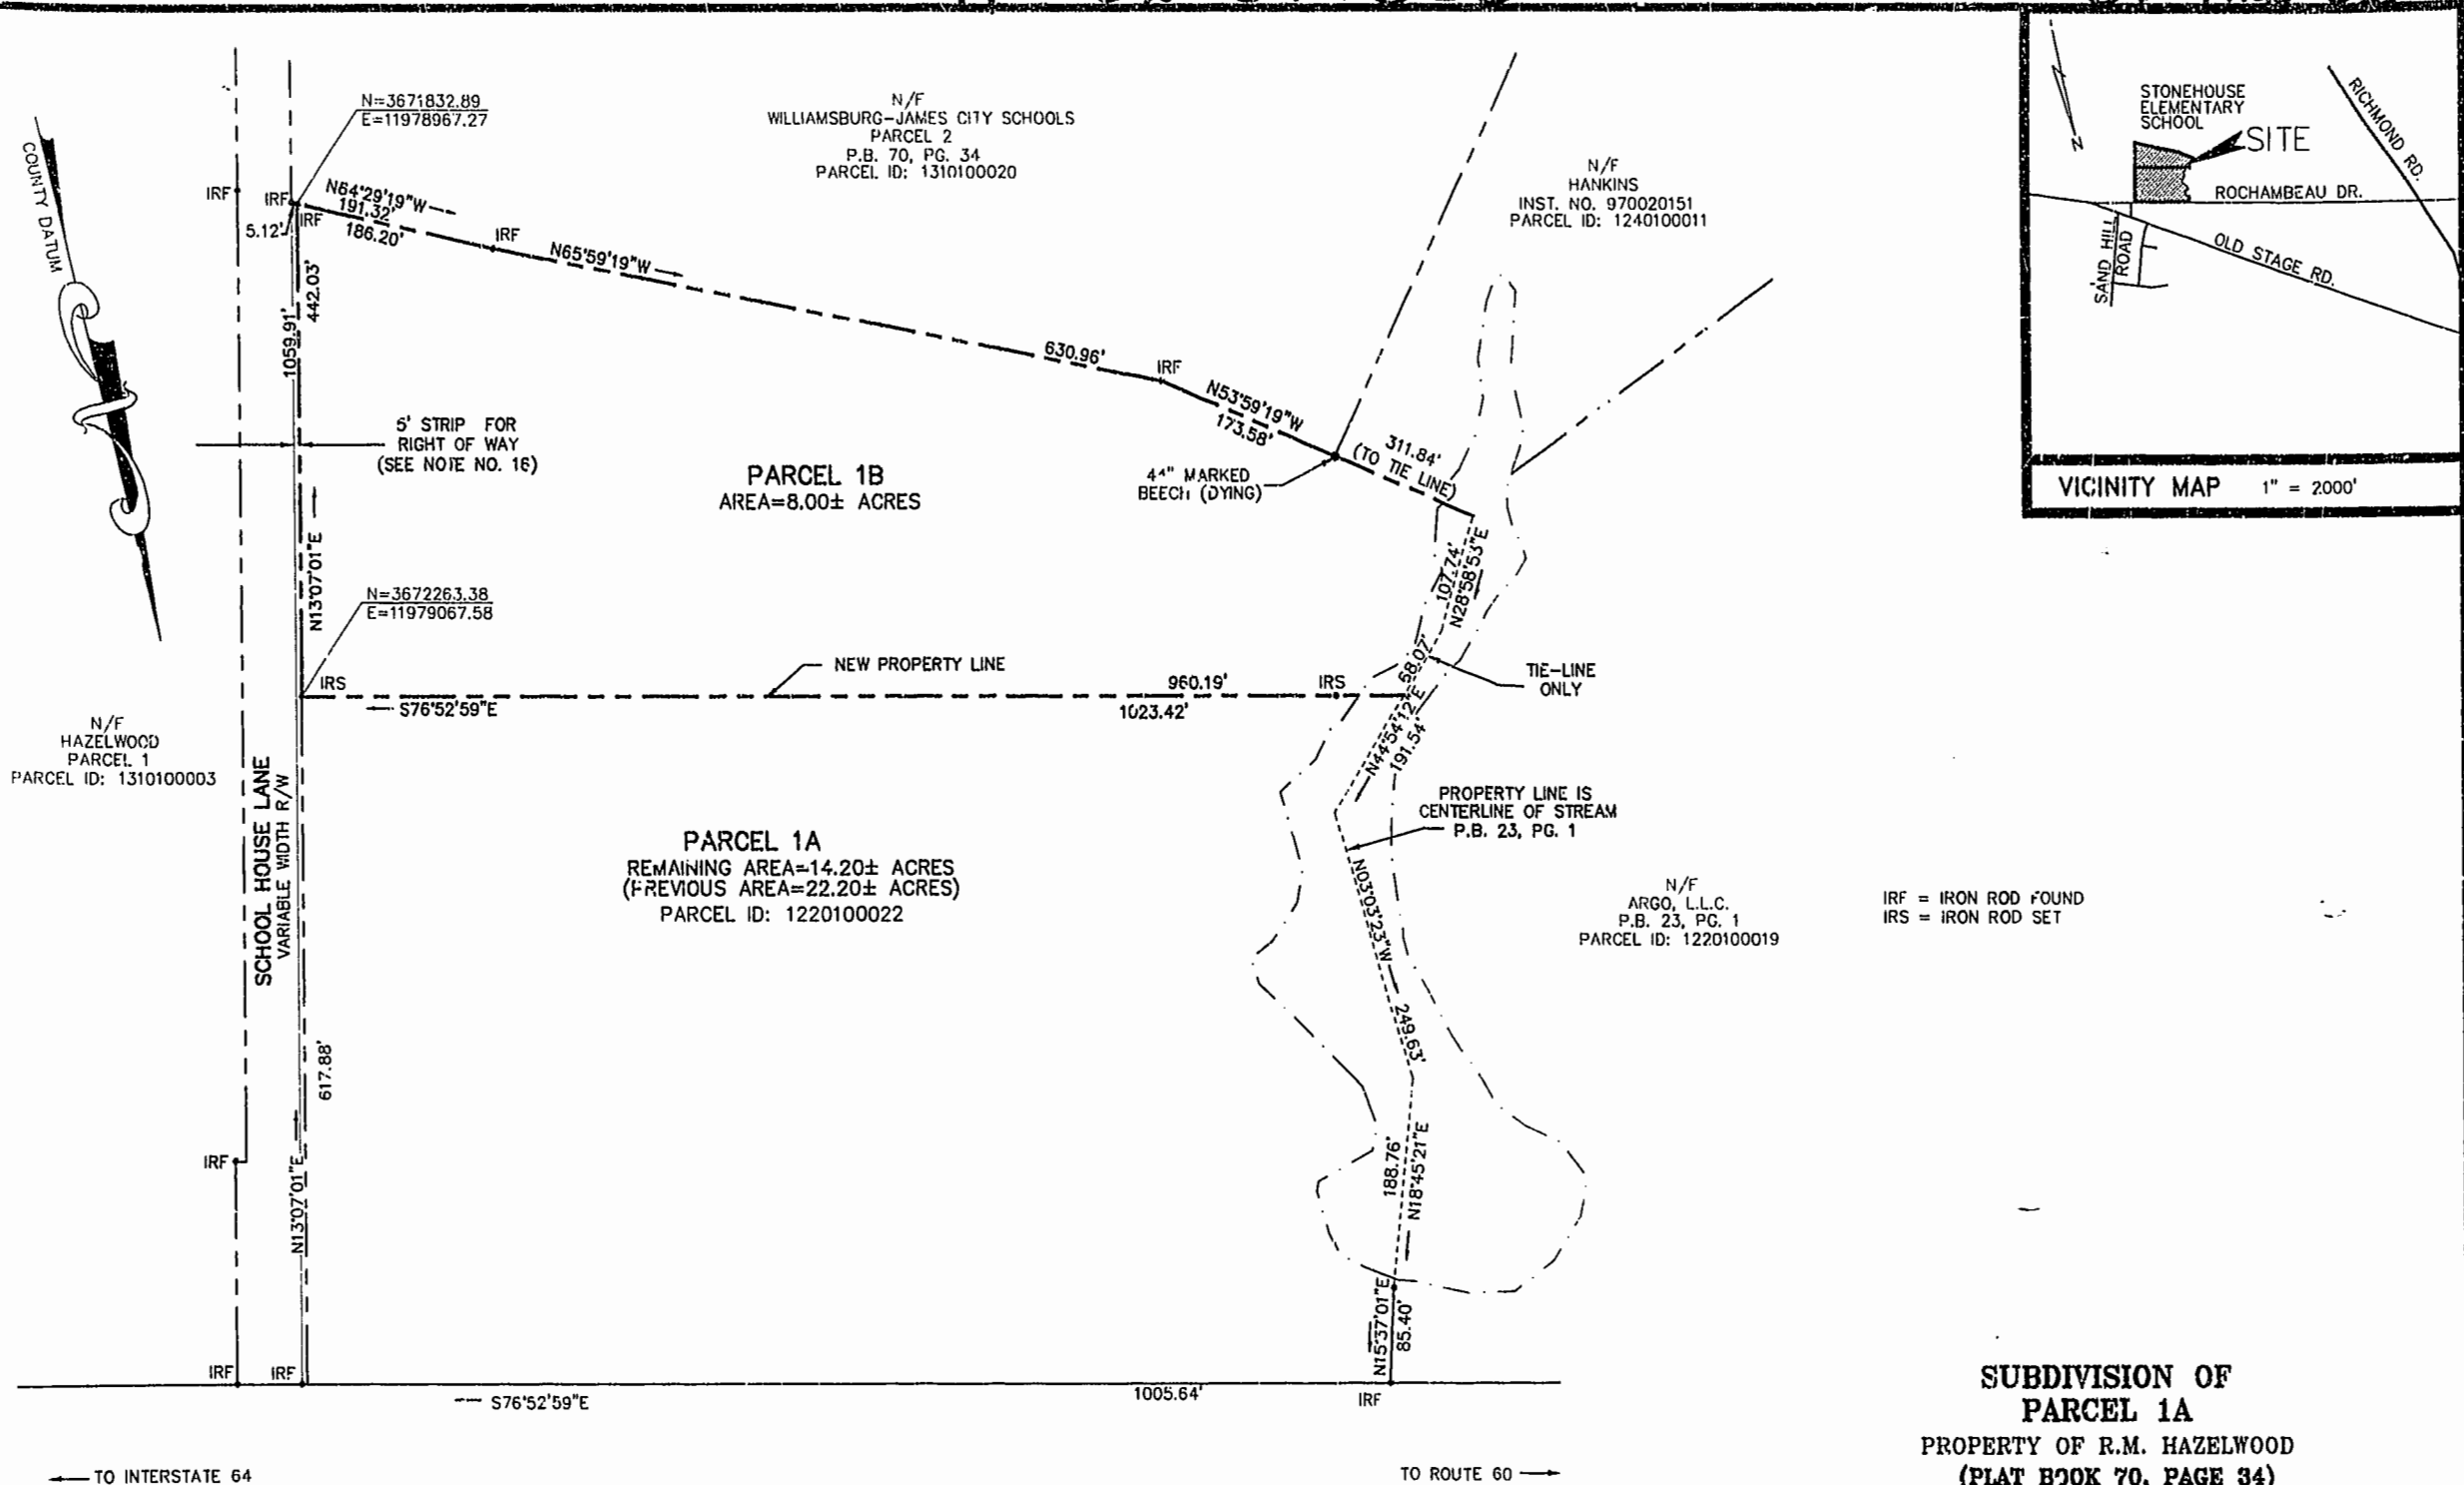 COUNTY DATUM
N=3671832.89
E=11978967.27
N/F
WILLIAMSBURG-JAMES CITY SCHOOLS
PARCEL 2
P.B. 70, PG. 34
PARCEL ID: 1310100020
N/F
HANKINS
INST. NO. 970020151
PARCEL ID: 1240100011
STONEHOUSE
ELEMENTARY
SCHOOL
SITE
N
RICHMOND RD.
ROCHAMBEAU DR.
OLD STAGE RD.
SAND HILL
ROAD
VICINITY MAP 1" = 2000'
IRF
IRF
IRF
5.12'
N64°29'19"W
191.32'
186.20'
IRF
N65°59'19"W
630.96'
IRF
N53°59'19"W
173.58'
311.84'
(TO TIE LINE)
44" MARKED
BEECH (DYING)
442.03'
1059.91'
5' STRIP FOR
RIGHT OF WAY
(SEE NOTE NO. 16)
N13°07'01"E
PARCEL 1B
AREA=8.00± ACRES
107.74'
N28°58'53"E
N=3672263.38
E=11979067.58
NEW PROPERTY LINE
58.07'
TIE-LINE
ONLY
IRS
S76°52'59"E
960.19'
1023.42'
IRS
N44°54'12"E
191.54'
N/F
HAZELWOOD
PARCEL 1
PARCEL ID: 1310100003
SCHOOL HOUSE LANE
VARIABLE WIDTH R/W
PROPERTY LINE IS
CENTERLINE OF STREAM
P.B. 23, PG. 1
PARCEL 1A
REMAINING AREA=14.20± ACRES
(PREVIOUS AREA=22.20± ACRES)
PARCEL ID: 1220100022
N03°03'23"W
249.63'
N/F
ARGO, L.L.C.
P.B. 23, PG. 1
PARCEL ID: 1220100019
IRF = IRON ROD FOUND
IRS = IRON ROD SET
617.88'
IRF
N13°07'01"E
188.76'
N18°45'21"E
N15°37'01"E
85.40'
IRF
IRF
S76°52'59"E
1005.64'
IRF
TO INTERSTATE 64
TO ROUTE 60
SUBDIVISION OF
PARCEL 1A
PROPERTY OF R.M. HAZELWOOD
(PLAT BOOK 70, PAGE 34)